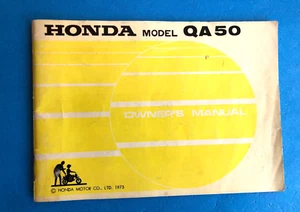 HONDA MODEL QA50
OWNER'S MANUAL
© HONDA MOTOR CO., LTD. 1973